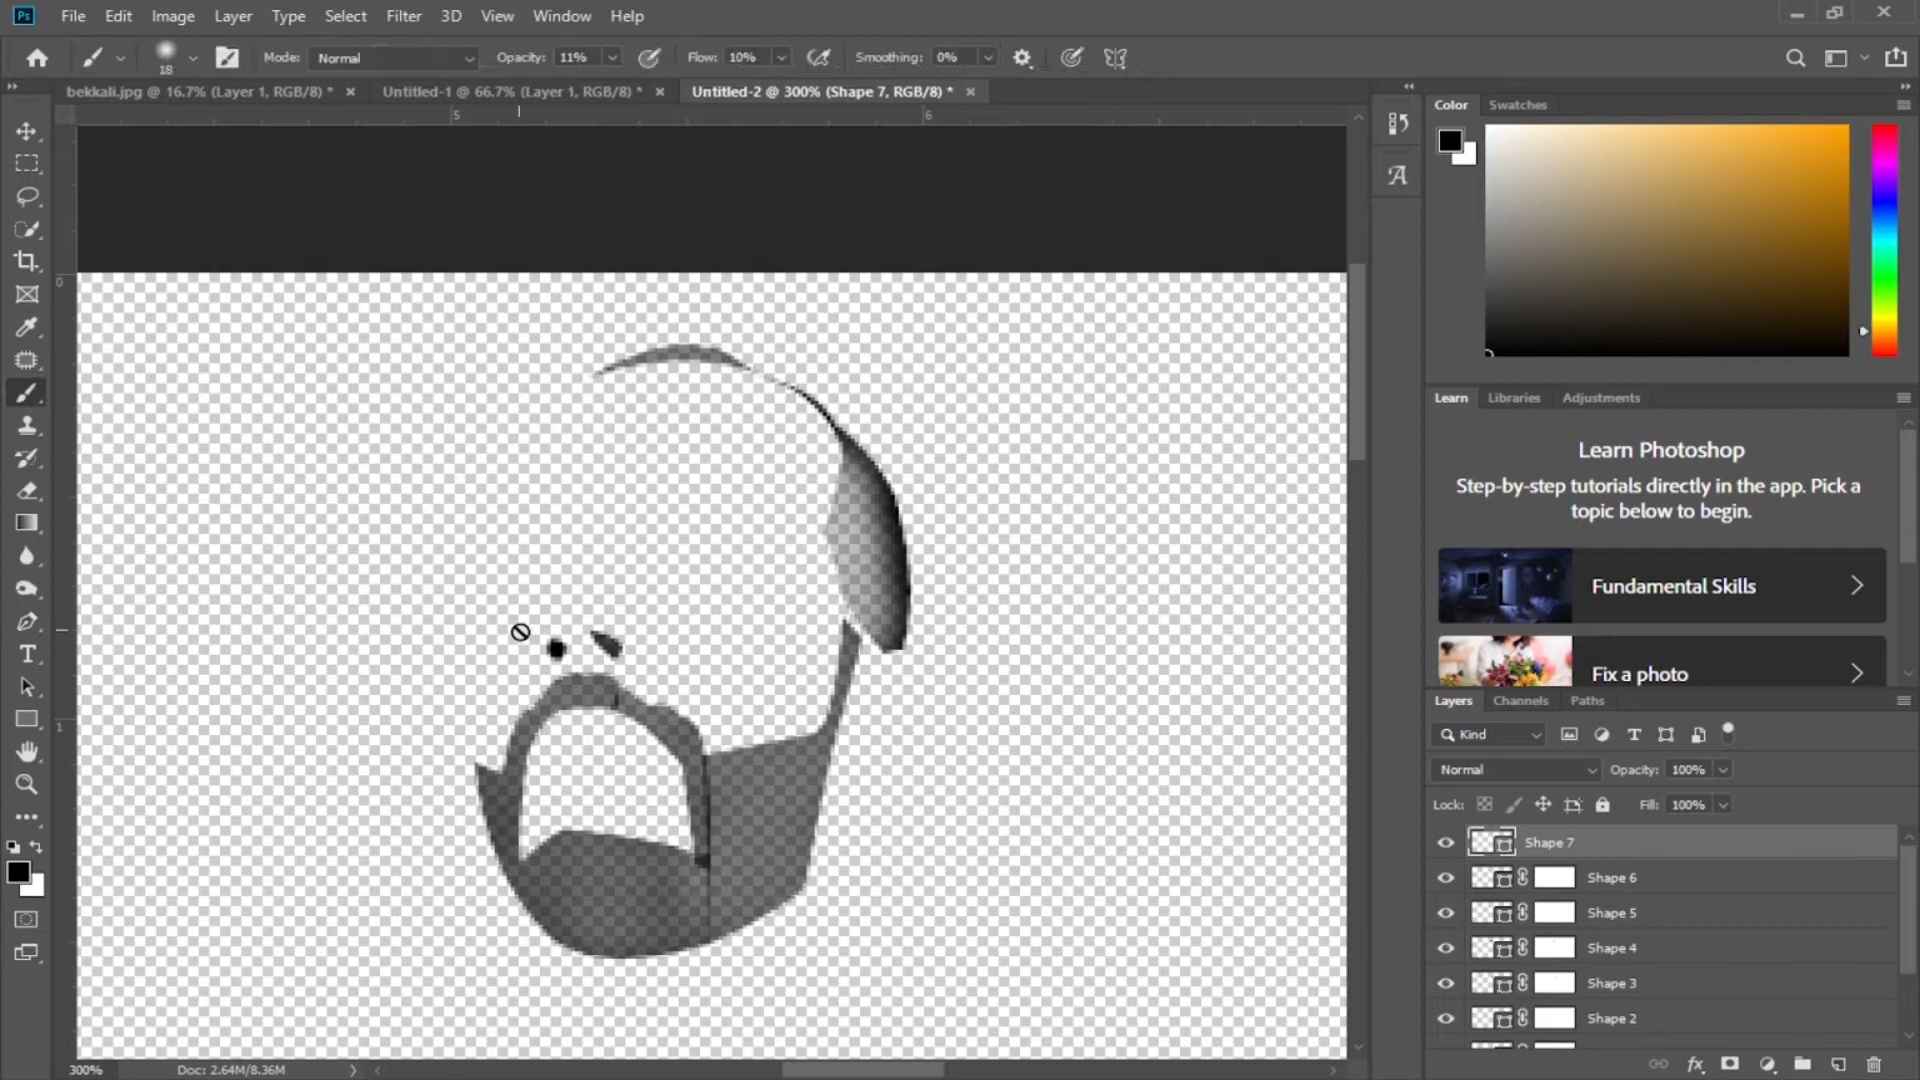 Ps File Edit Image Layer Type Select Filter 3D View Window Help
18 Mode: Normal Opacity: 11% Flow: 10% Smoothing: 0%
bekkali.jpg @ 16.7% (Layer 1, RGB/8) * Untitled-1 @ 66.7% (Layer 1, RGB/8) * Untitled-2 @ 300% (Shape 7, RGB/8) *
5 6
0
1
Color Swatches
Learn Libraries Adjustments
Learn Photoshop
Step-by-step tutorials directly in the app. Pick a
topic below to begin.
Fundamental Skills
Fix a photo
Layers Channels Paths
Kind
Normal Opacity: 100%
Lock: Fill: 100%
Shape 7
Shape 6
Shape 5
Shape 4
Shape 3
Shape 2
300% Doc: 2.64M/8.36M